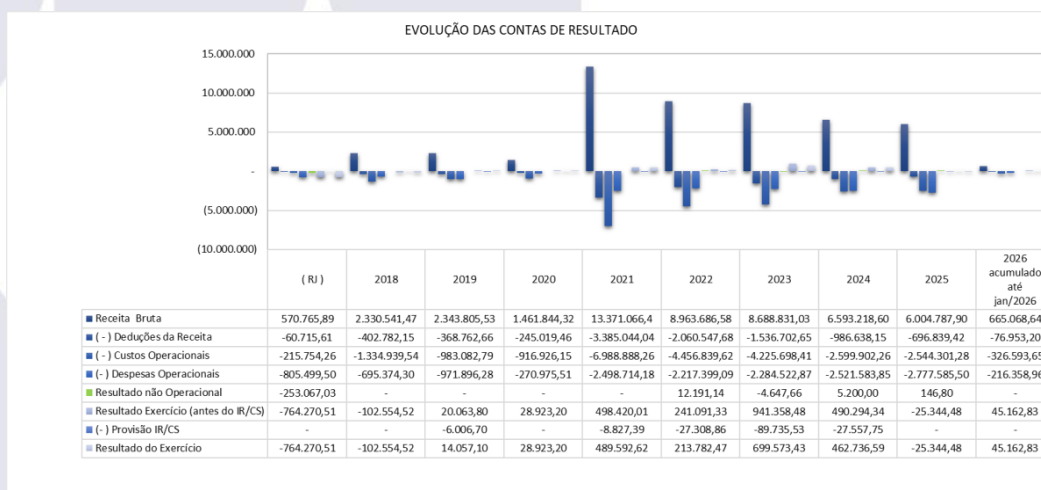 EVOLUÇÃO DAS CONTAS DE RESULTADO
15.000.000
10.000.000
5.000.000
-
(5.000.000)
(10.000.000)
( RJ ) 2018 2019 2020 2021 2022 2023 2024 2025 2026 acumulado até jan/2026
Receita Bruta 570.765,89 2.330.541,47 2.343.805,53 1.461.844,32 13.371.066,4 8.963.686,58 8.688.831,03 6.593.218,60 6.004.787,90 665.068,64
( - ) Deduções da Receita -60.715,61 -402.782,15 -368.762,66 -245.019,46 -3.385.044,04 -2.060.547,68 -1.536.702,65 -986.638,15 -696.839,42 -76.953,20
( - ) Custos Operacionais -215.754,26 -1.334.939,54 -983.082,79 -916.926,15 -6.988.888,26 -4.456.839,62 -4.225.698,41 -2.599.902,26 -2.544.301,28 -326.593,65
(- ) Despesas Operacionais -805.499,50 -695.374,30 -971.896,28 -270.975,51 -2.498.714,18 -2.217.399,09 -2.284.522,87 -2.521.583,85 -2.777.585,50 -216.358,96
Resultado não Operacional -253.067,03 - - - - 12.191,14 -4.647,66 5.200,00 146,80 -
Resultado Exercício (antes do IR/CS) -764.270,51 -102.554,52 20.063,80 28.923,20 498.420,01 241.091,33 941.358,48 490.294,34 -25.344,48 45.162,83
(-) Provisão IR/CS - - -6.006,70 - -8.827,39 -27.308,86 -89.735,53 -27.557,75 - -
Resultado do Exercício -764.270,51 -102.554,52 14.057,10 28.923,20 489.592,62 213.782,47 699.573,43 462.736,59 -25.344,48 45.162,83